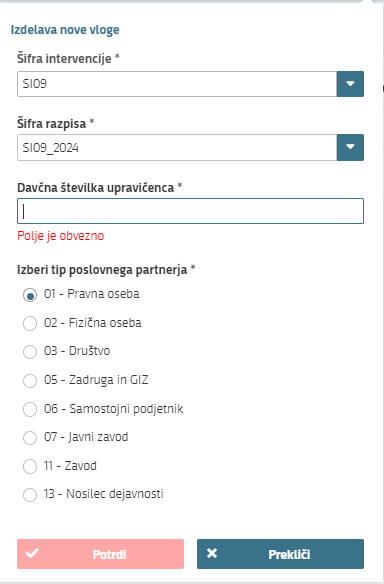 Izdelava nove vloge
Šifra intervencije *
SI09
Šifra razpisa *
SI09_2024
Davčna številka upravičenca *
Polje je obvezno
Izberi tip poslovnega partnerja *
01 - Pravna oseba
02 - Fizična oseba
03 - Društvo
05 - Zadruga in GIZ
06 - Samostojni podjetnik
07 - Javni zavod
11 - Zavod
13 - Nosilec dejavnosti
Potrdi
Prekliči